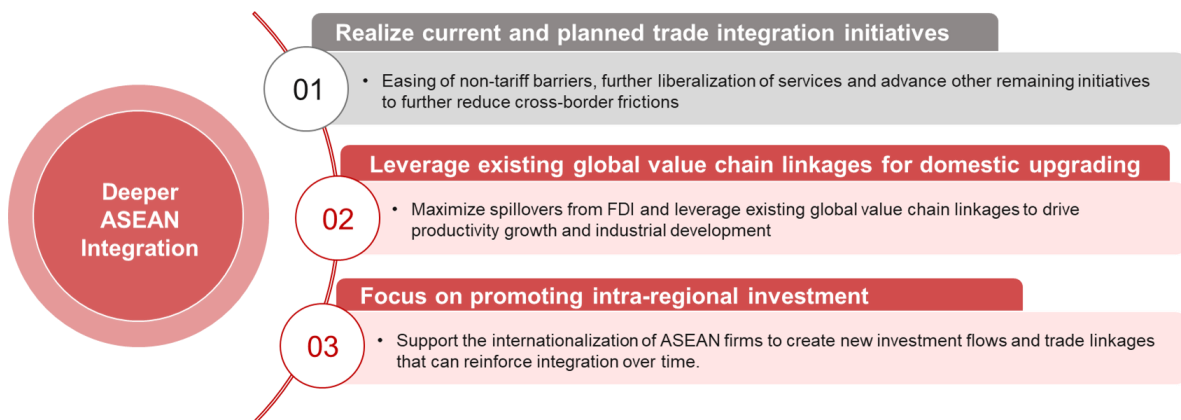 Deeper
ASEAN
Integration
01
Realize current and planned trade integration initiatives
• Easing of non-tariff barriers, further liberalization of services and advance other remaining initiatives
to further reduce cross-border frictions
02
Leverage existing global value chain linkages for domestic upgrading
• Maximize spillovers from FDI and leverage existing global value chain linkages to drive
productivity growth and industrial development
03
Focus on promoting intra-regional investment
• Support the internationalization of ASEAN firms to create new investment flows and trade linkages
that can reinforce integration over time.